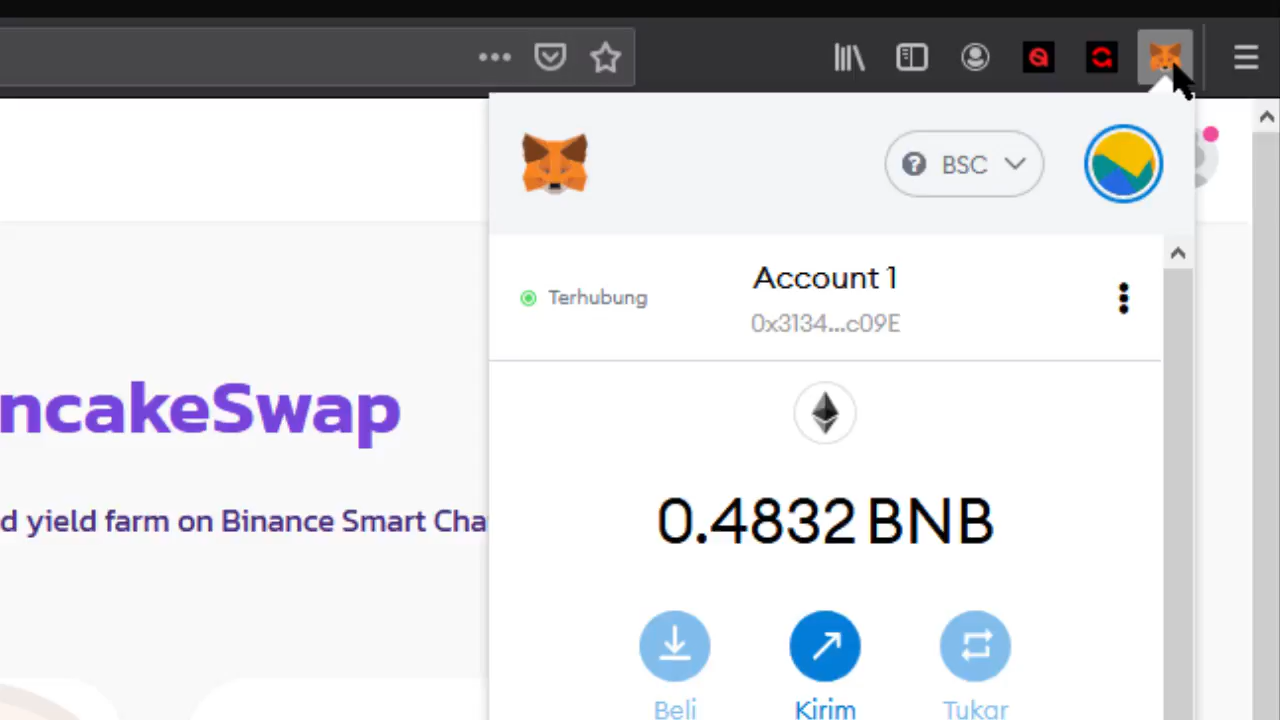 BSC
Terhubung
Account 1
0x3134...c09E
ncakeSwap
d yield farm on Binance Smart Cha
0.4832 BNB
Beli
Kirim
Tukar